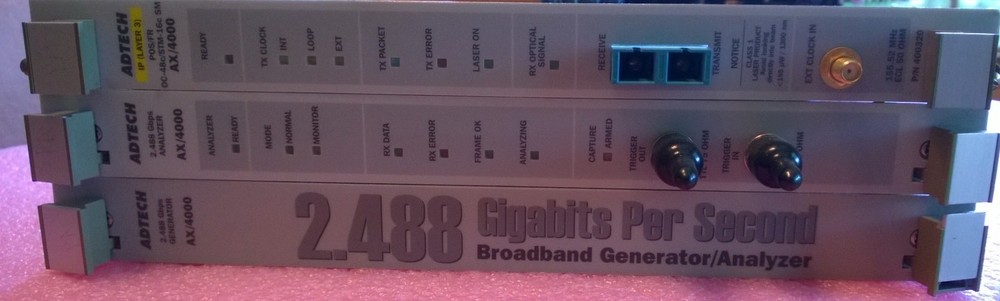 ADTECH
IP (LAYER 3)
POS/FR
OC-48c/STM-16c SM
AX/4000
READY
TX CLOCK
INT
LOOP
EXT
TX PACKET
TX ERROR
LASER ON
RX OPTICAL
SIGNAL
RECEIVE
TRANSMIT
NOTICE
CLASS 1
LASER PRODUCT
EXT CLOCK IN
155.52 MHz
ECL 50 OHM
P/N 400320
ADTECH
2.488 Gbps
ANALYZER
AX/4000
ANALYZER
READY
MODE
NORMAL
MONITOR
RX DATA
RX ERROR
FRAME OK
ANALYZING
CAPTURE
ARMED
TRIGGER
OUT
OHM
TRIGGER
IN
OHM
ADTECH
2.488 Gbps
GENERATOR
AX/4000
2.488 Gigabits Per Second
Broadband Generator/Analyzer